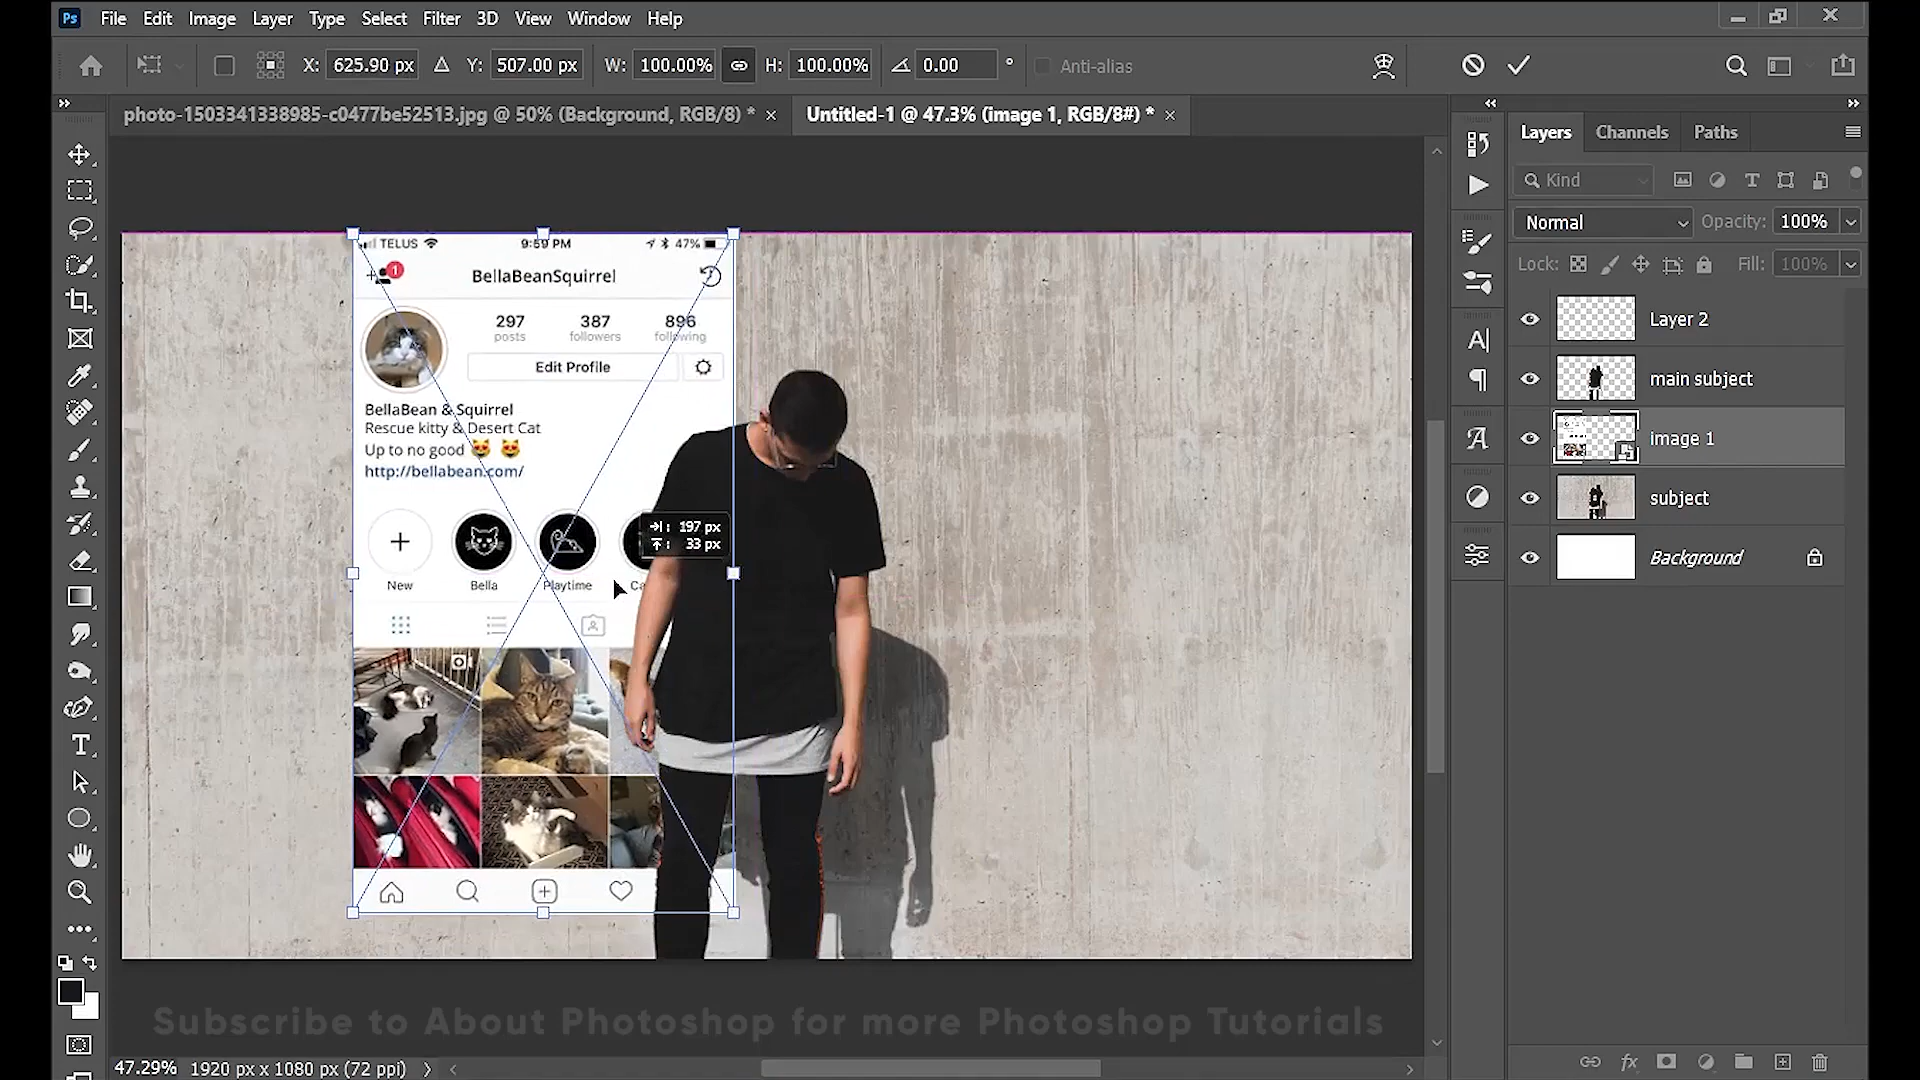 Ps File Edit Image Layer Type Select Filter 3D View Window Help
X: 625.90 px Δ Y: 507.00 px W: 100.00% H: 100.00% 0.00 ° Anti-alias
photo-1503341338985-c0477be52513.jpg @ 50% (Background, RGB/8) * × Untitled-1 @ 47.3% (image 1, RGB/8#) * ×
Layers Channels Paths
Kind
Normal Opacity: 100%
Lock: Fill: 100%
Layer 2
main subject
image 1
subject
Background
TELUS 9:59 PM 47%
1 BellaBeanSquirrel
297 387 896
posts followers following
Edit Profile
BellaBean & Squirrel
Rescue kitty & Desert Cat
Up to no good
http://bellabean.com/
197 px
33 px
New Bella Playtime Ca
Subscribe to About Photoshop for more Photoshop Tutorials
47.29% 1920 px x 1080 px (72 ppi)
fx